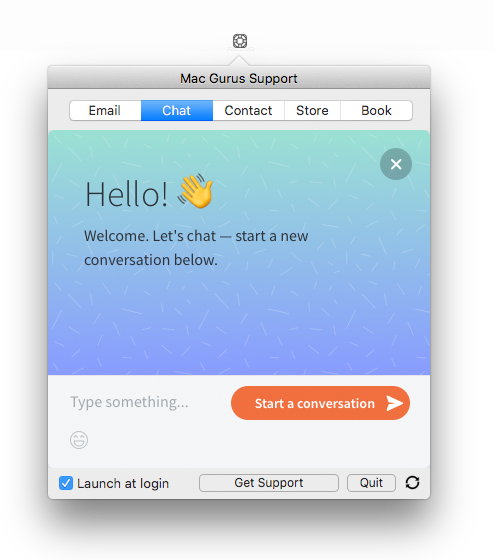 Mac Gurus Support
Email Chat Contact Store Book
Hello! 👋
Welcome. Let's chat — start a new
conversation below.
Type something... Start a conversation
Launch at login Get Support Quit